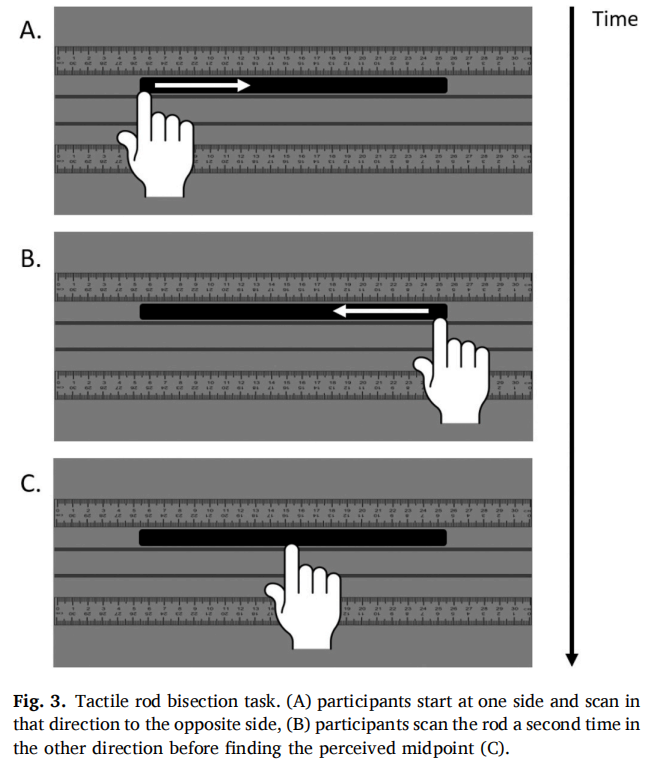 A.
Time
B.
C.
Fig. 3. Tactile rod bisection task. (A) participants start at one side and scan in
that direction to the opposite side, (B) participants scan the rod a second time in
the other direction before finding the perceived midpoint (C).